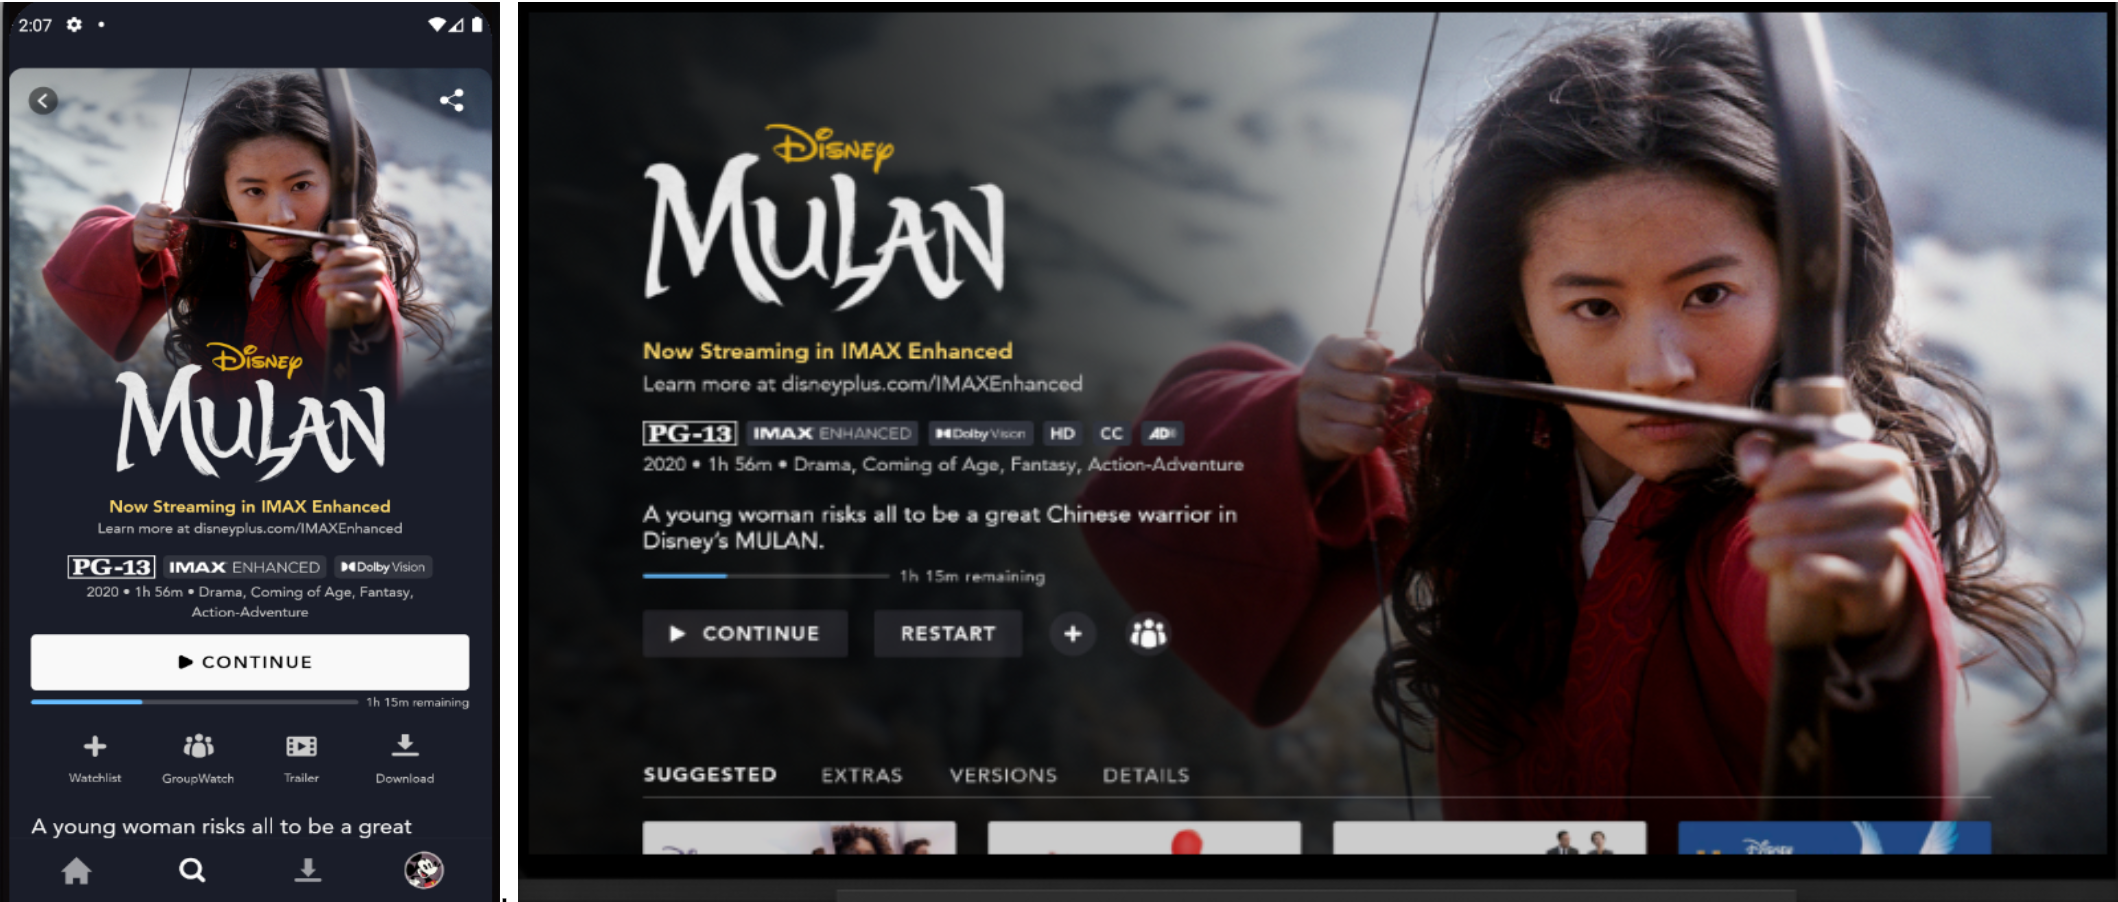 2:07
Disney
MULAN
Now Streaming in IMAX Enhanced
Learn more at disneyplus.com/IMAXEnhanced
PG-13 IMAX ENHANCED Dolby Vision
2020 • 1h 56m • Drama, Coming of Age, Fantasy,
Action-Adventure
CONTINUE
1h 15m remaining
Watchlist GroupWatch Trailer Download
A young woman risks all to be a great
Disney
MULAN
Now Streaming in IMAX Enhanced
Learn more at disneyplus.com/IMAXEnhanced
PG-13 IMAX ENHANCED Dolby Vision HD CC AD
2020 • 1h 56m • Drama, Coming of Age, Fantasy, Action-Adventure
A young woman risks all to be a great Chinese warrior in
Disney's MULAN.
1h 15m remaining
CONTINUE RESTART
SUGGESTED EXTRAS VERSIONS DETAILS
Disney